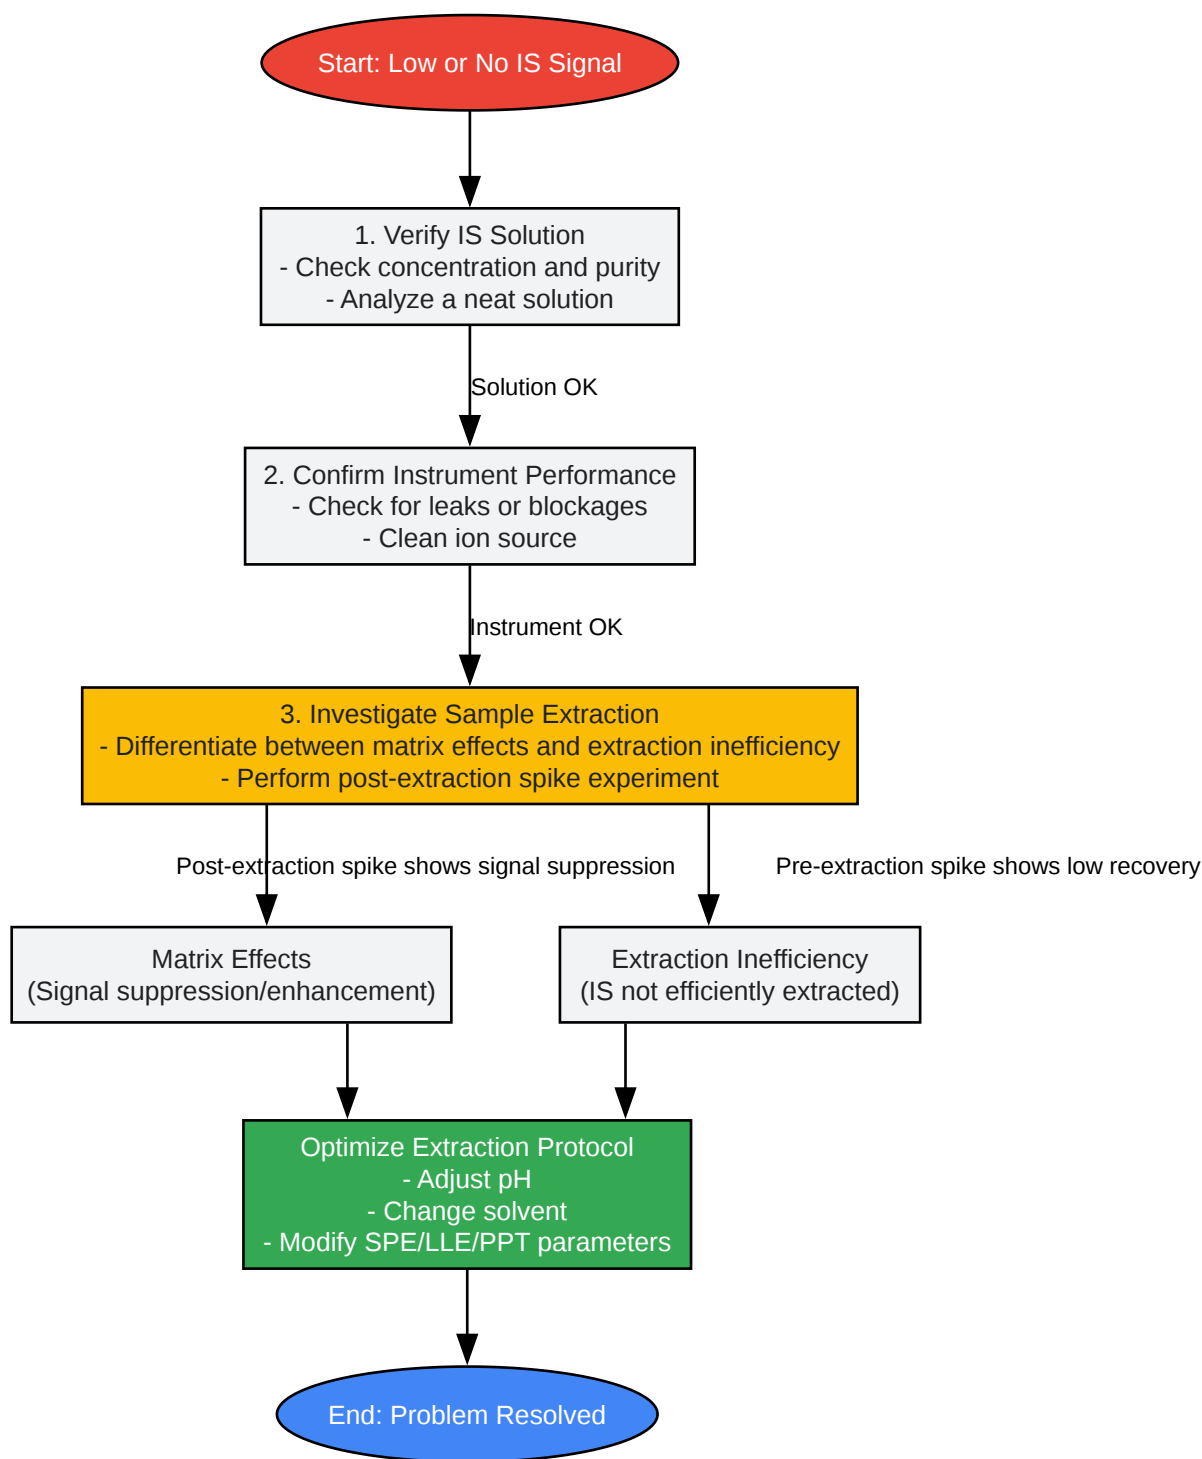 Start: Low or No IS Signal
1. Verify IS Solution
- Check concentration and purity
- Analyze a neat solution
Solution OK
2. Confirm Instrument Performance
- Check for leaks or blockages
- Clean ion source
Instrument OK
3. Investigate Sample Extraction
- Differentiate between matrix effects and extraction inefficiency
- Perform post-extraction spike experiment
Post-extraction spike shows signal suppression
Pre-extraction spike shows low recovery
Matrix Effects
(Signal suppression/enhancement)
Extraction Inefficiency
(IS not efficiently extracted)
Optimize Extraction Protocol
- Adjust pH
- Change solvent
- Modify SPE/LLE/PPT parameters
End: Problem Resolved